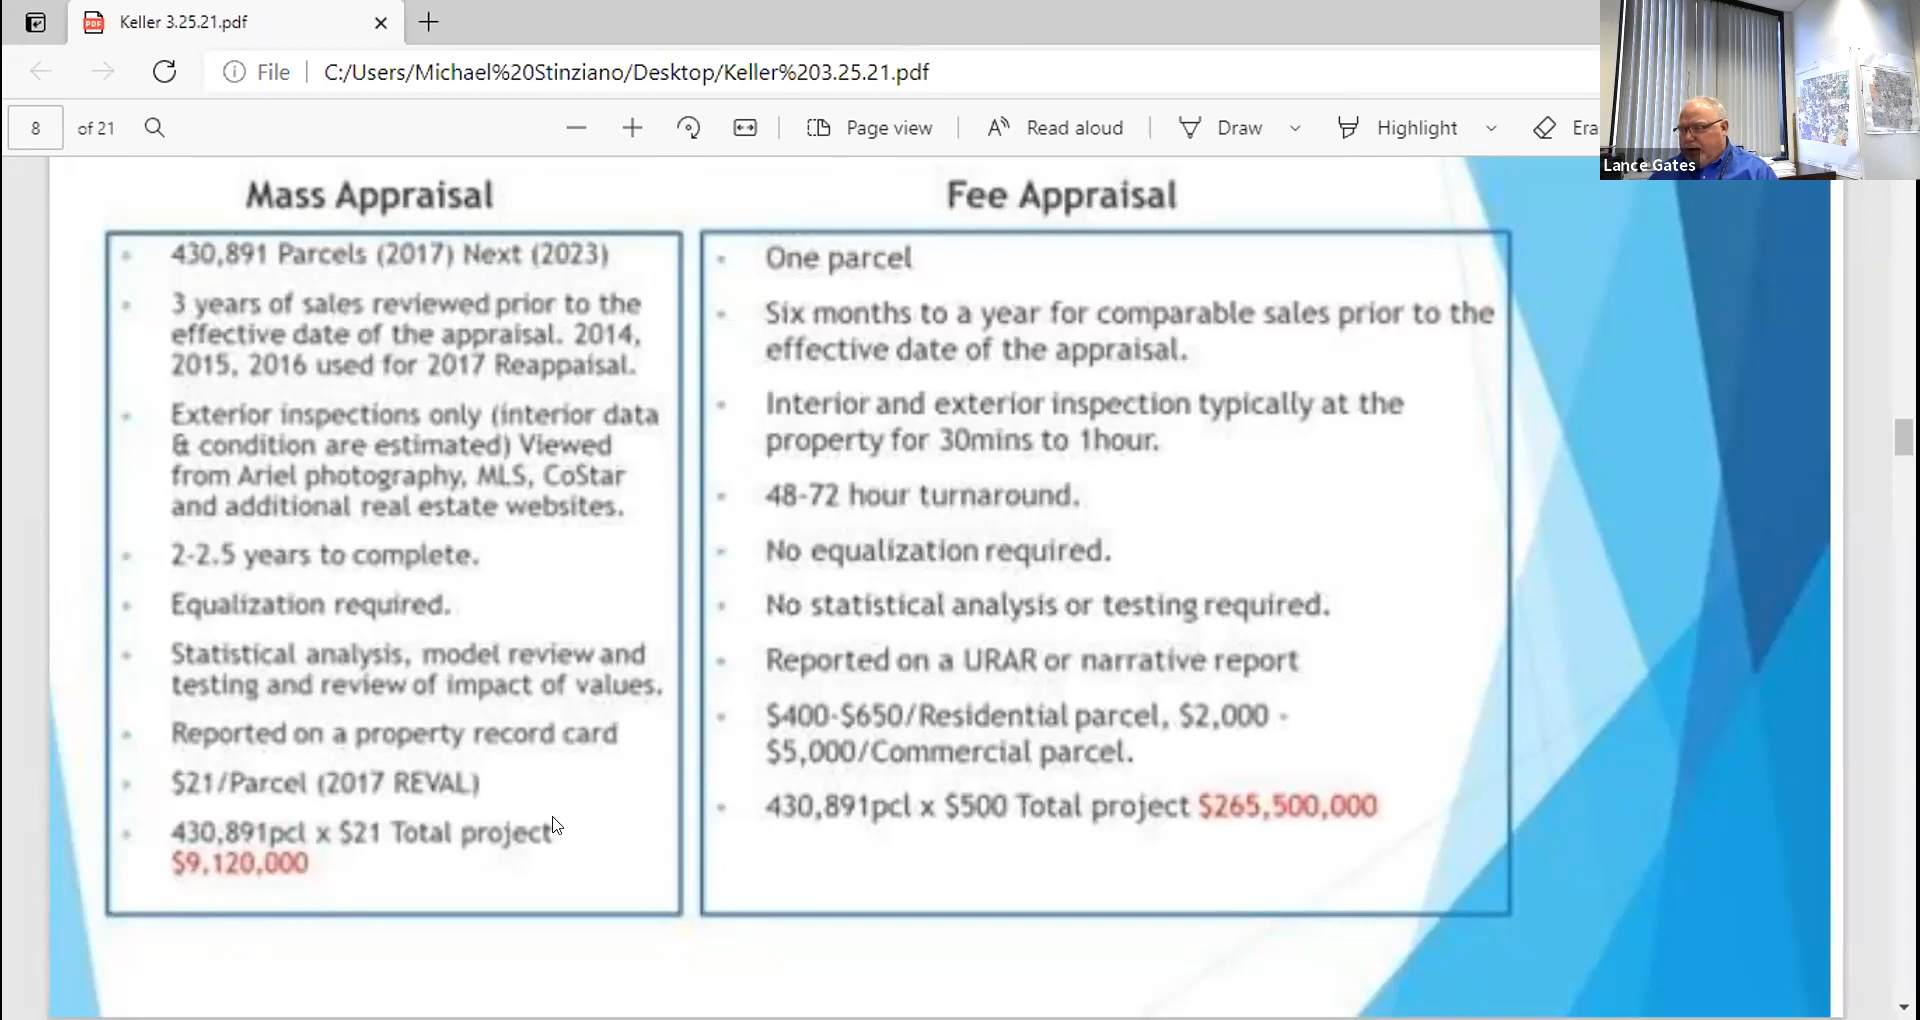 Keller 3.25.21.pdf
File
C:/Users/Michael%20Stinziano/Desktop/Keller%203.25.21.pdf
8 of 21
Page view
Read aloud
Draw
Highlight
Era
Lance Gates
Mass Appraisal
430,891 Parcels (2017) Next (2023)
3 years of sales reviewed prior to the
effective date of the appraisal. 2014,
2015, 2016 used for 2017 Reappaisal.
Exterior inspections only (interior data
& condition are estimated) Viewed
from Ariel photography, MLS, CoStar
and additional real estate websites.
2-2.5 years to complete.
Equalization required.
Statistical analysis, model review and
testing and review of impact of values.
Reported on a property record card
$21/Parcel (2017 REVAL)
430,891pcl x $21 Total project
$9,120,000
Fee Appraisal
One parcel
Six months to a year for comparable sales prior to the
effective date of the appraisal.
Interior and exterior inspection typically at the
property for 30mins to 1hour.
48-72 hour turnaround.
No equalization required.
No statistical analysis or testing required.
Reported on a URAR or narrative report
$400-$650/Residential parcel, $2,000 -
$5,000/Commercial parcel.
430,891pcl x $500 Total project $265,500,000